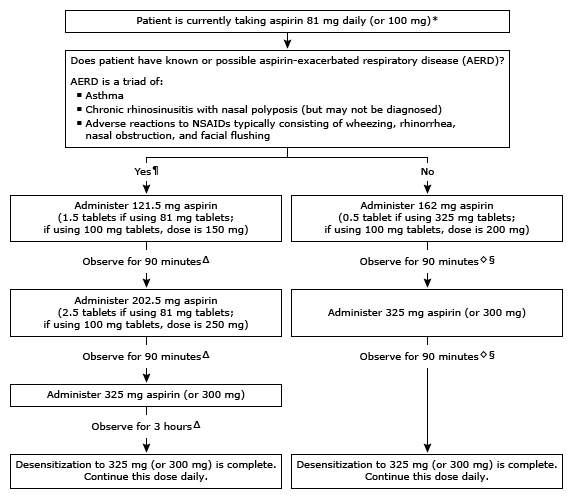 Patient is currently taking aspirin 81 mg daily (or 100 mg)*
Does patient have known or possible aspirin-exacerbated respiratory disease (AERD)?
AERD is a triad of:
▪ Asthma
▪ Chronic rhinosinusitis with nasal polyposis (but may not be diagnosed)
▪ Adverse reactions to NSAIDs typically consisting of wheezing, rhinorrhea,
nasal obstruction, and facial flushing
Yes¶
No
Administer 121.5 mg aspirin
(1.5 tablets if using 81 mg tablets;
if using 100 mg tablets, dose is 150 mg)
Observe for 90 minutesΔ
Administer 202.5 mg aspirin
(2.5 tablets if using 81 mg tablets;
if using 100 mg tablets, dose is 250 mg)
Observe for 90 minutesΔ
Administer 325 mg aspirin (or 300 mg)
Observe for 3 hoursΔ
Desensitization to 325 mg (or 300 mg) is complete.
Continue this dose daily.
Administer 162 mg aspirin
(0.5 tablet if using 325 mg tablets;
if using 100 mg tablets, dose is 200 mg)
Observe for 90 minutes◇§
Administer 325 mg aspirin (or 300 mg)
Observe for 90 minutes◇§
Desensitization to 325 mg (or 300 mg) is complete.
Continue this dose daily.